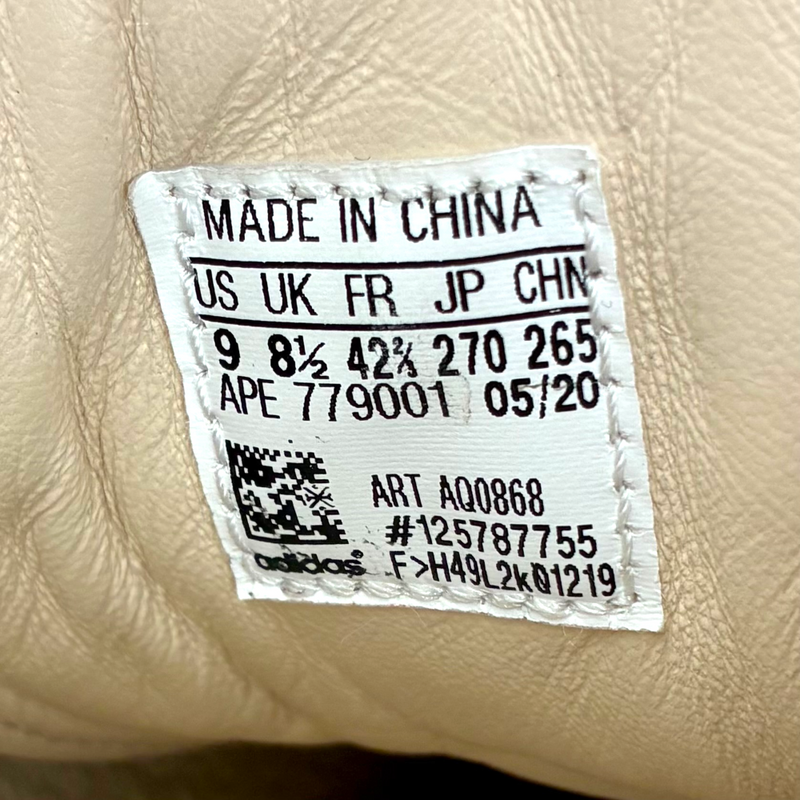 MADE IN CHINA
US UK FR JP CHN
9 8½ 42⅔ 270 265
APE 779001 05/20
ART AQ0868
#125787755
adidas®
F>H49L2k01219